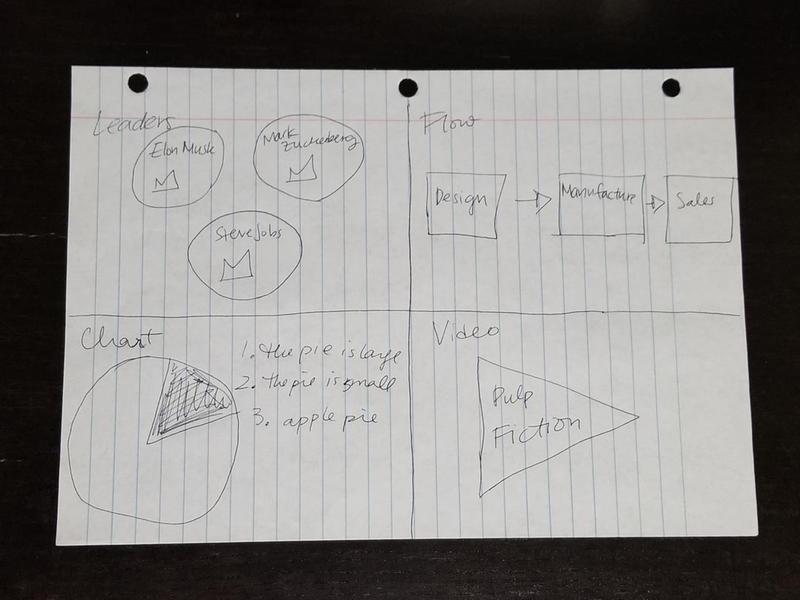 Leaders
Elon Musk
Mark
Zuckerberg
Steve Jobs
Flow
Design
Manufacture
Sales
Chart
1. the pie is large
2. the pie is small
3. apple pie
Video
Pulp
Fiction